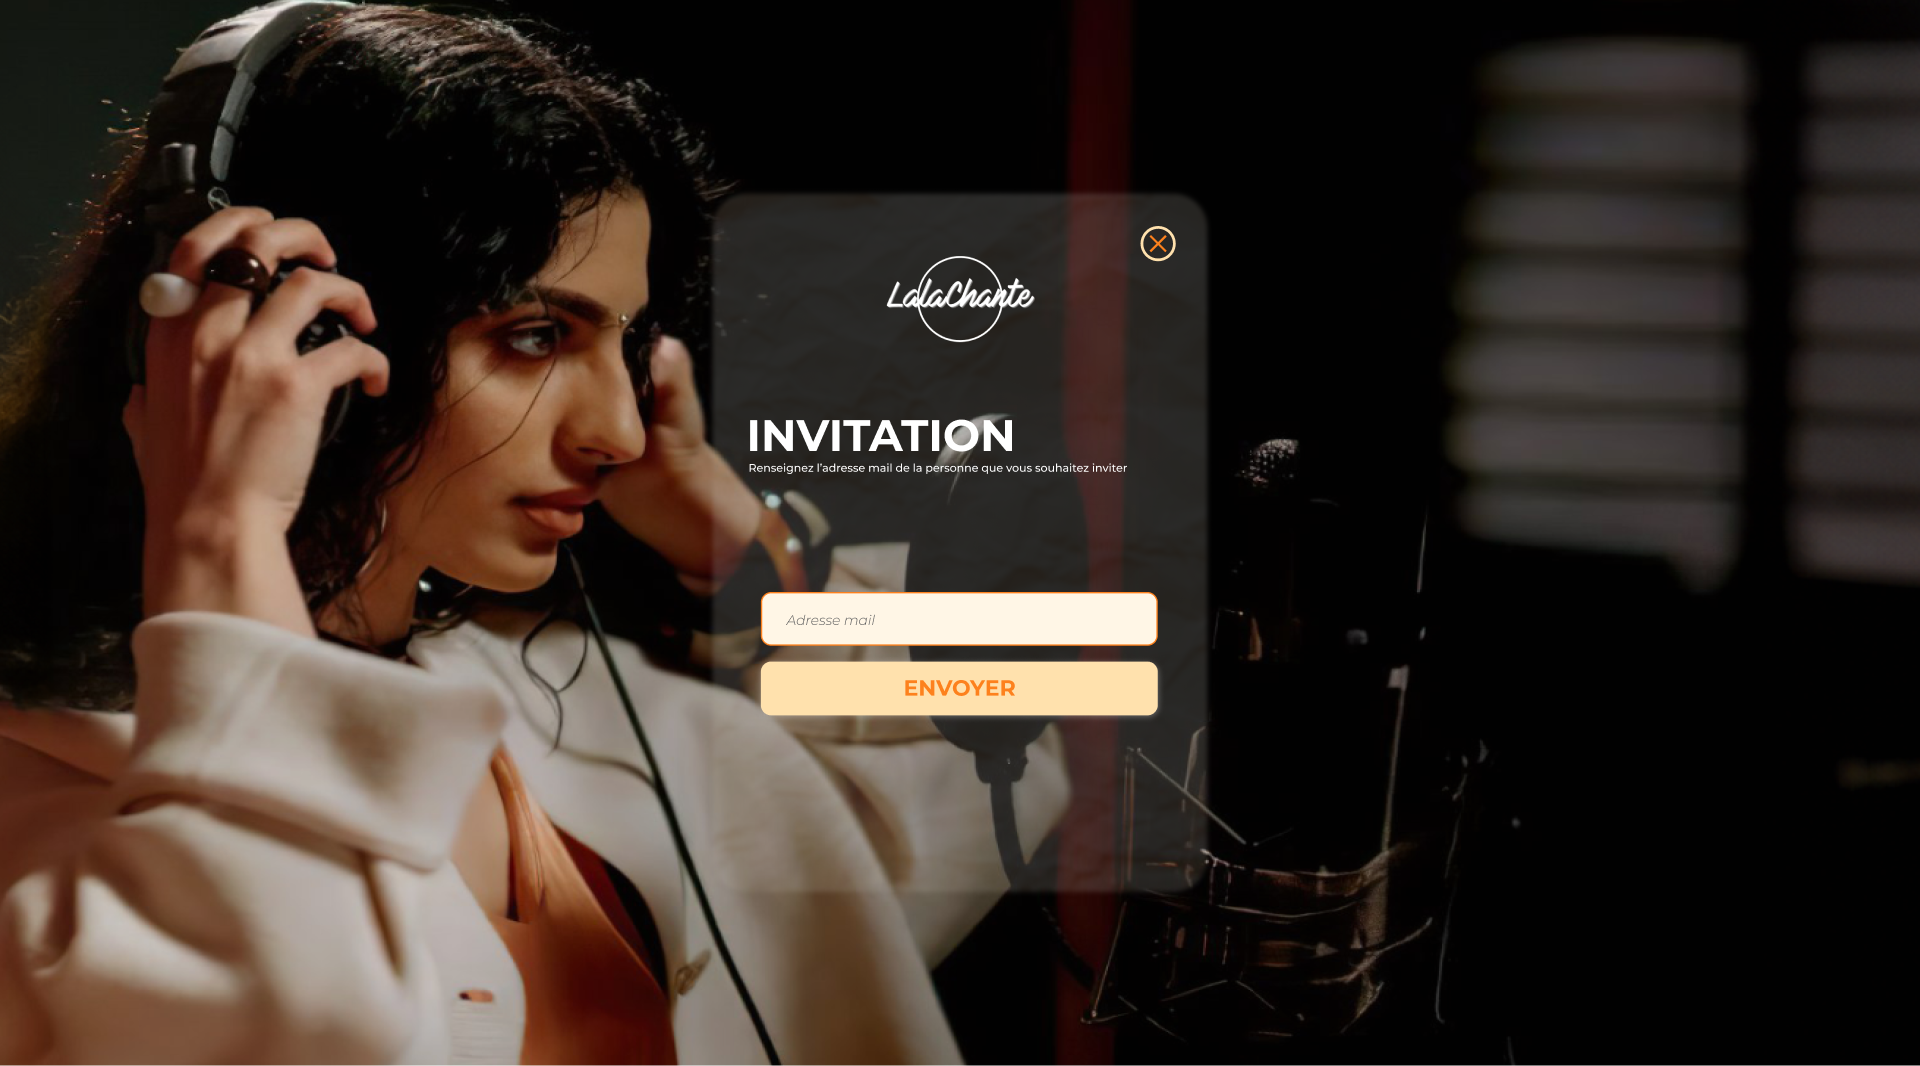 LalaChante
INVITATION
Renseignez l'adresse mail de la personne que vous souhaitez inviter
Adresse mail
ENVOYER